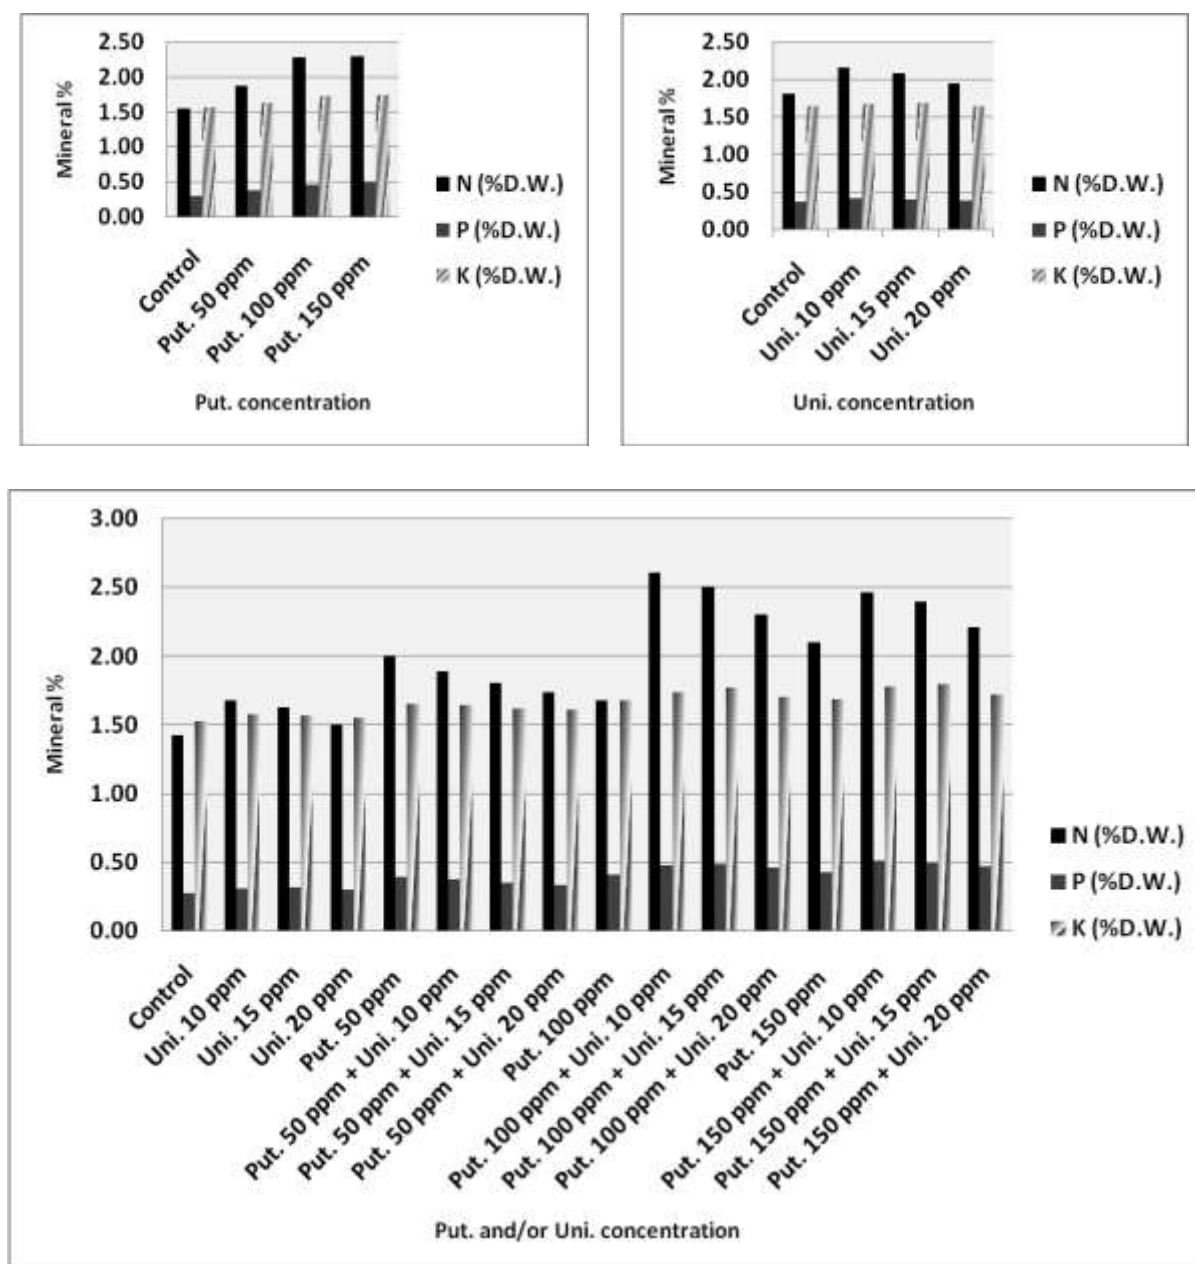 2.50
2.00
1.50
1.00
0.50
0.00
Mineral %
Control
Put. 50 ppm
Put. 100 ppm
Put. 150 ppm
Put. concentration
N (%D.W.)
P (%D.W.)
K (%D.W.)
2.50
2.00
1.50
1.00
0.50
0.00
Mineral %
Control
Uni. 10 ppm
Uni. 15 ppm
Uni. 20 ppm
Uni. concentration
N (%D.W.)
P (%D.W.)
K (%D.W.)
3.00
2.50
2.00
1.50
1.00
0.50
0.00
Mineral %
Control
Uni. 10 ppm
Uni. 15 ppm
Uni. 20 ppm
Put. 50 ppm
Put. 50 ppm + Uni. 10 ppm
Put. 50 ppm + Uni. 15 ppm
Put. 50 ppm + Uni. 20 ppm
Put. 100 ppm
Put. 100 ppm + Uni. 10 ppm
Put. 100 ppm + Uni. 15 ppm
Put. 100 ppm + Uni. 20 ppm
Put. 150 ppm
Put. 150 ppm + Uni. 10 ppm
Put. 150 ppm + Uni. 15 ppm
Put. 150 ppm + Uni. 20 ppm
Put. and/or Uni. concentration
N (%D.W.)
P (%D.W.)
K (%D.W.)